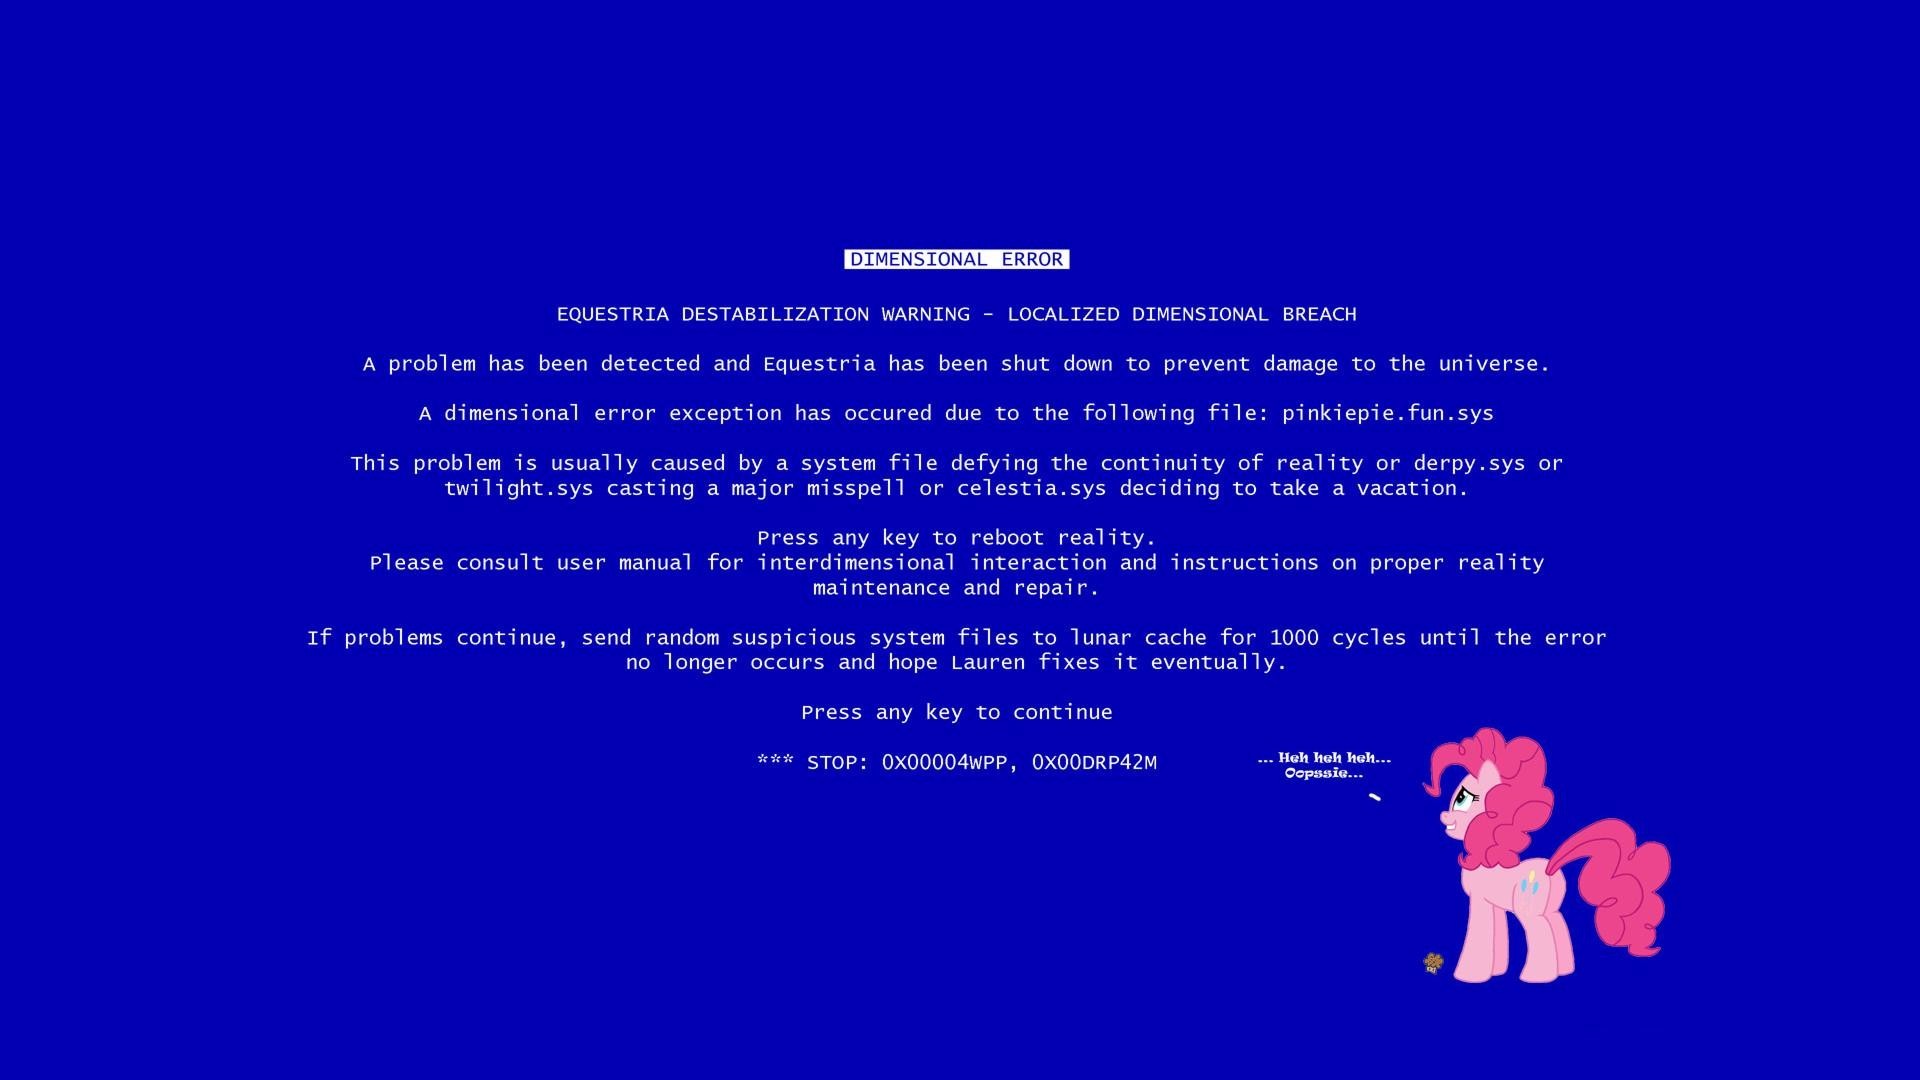 DIMENSIONAL ERROR
EQUESTRIA DESTABILIZATION WARNING - LOCALIZED DIMENSIONAL BREACH
A problem has been detected and Equestria has been shut down to prevent damage to the universe.
A dimensional error exception has occured due to the following file: pinkiepie.fun.sys
This problem is usually caused by a system file defying the continuity of reality or derpy.sys or
twilight.sys casting a major misspell or celestia.sys deciding to take a vacation.
Press any key to reboot reality.
Please consult user manual for interdimensional interaction and instructions on proper reality
maintenance and repair.
If problems continue, send random suspicious system files to lunar cache for 1000 cycles until the error
no longer occurs and hope Lauren fixes it eventually.
Press any key to continue
*** STOP: 0X00004WPP, 0X00DRP42M
... Heh heh heh...
Oopssie...